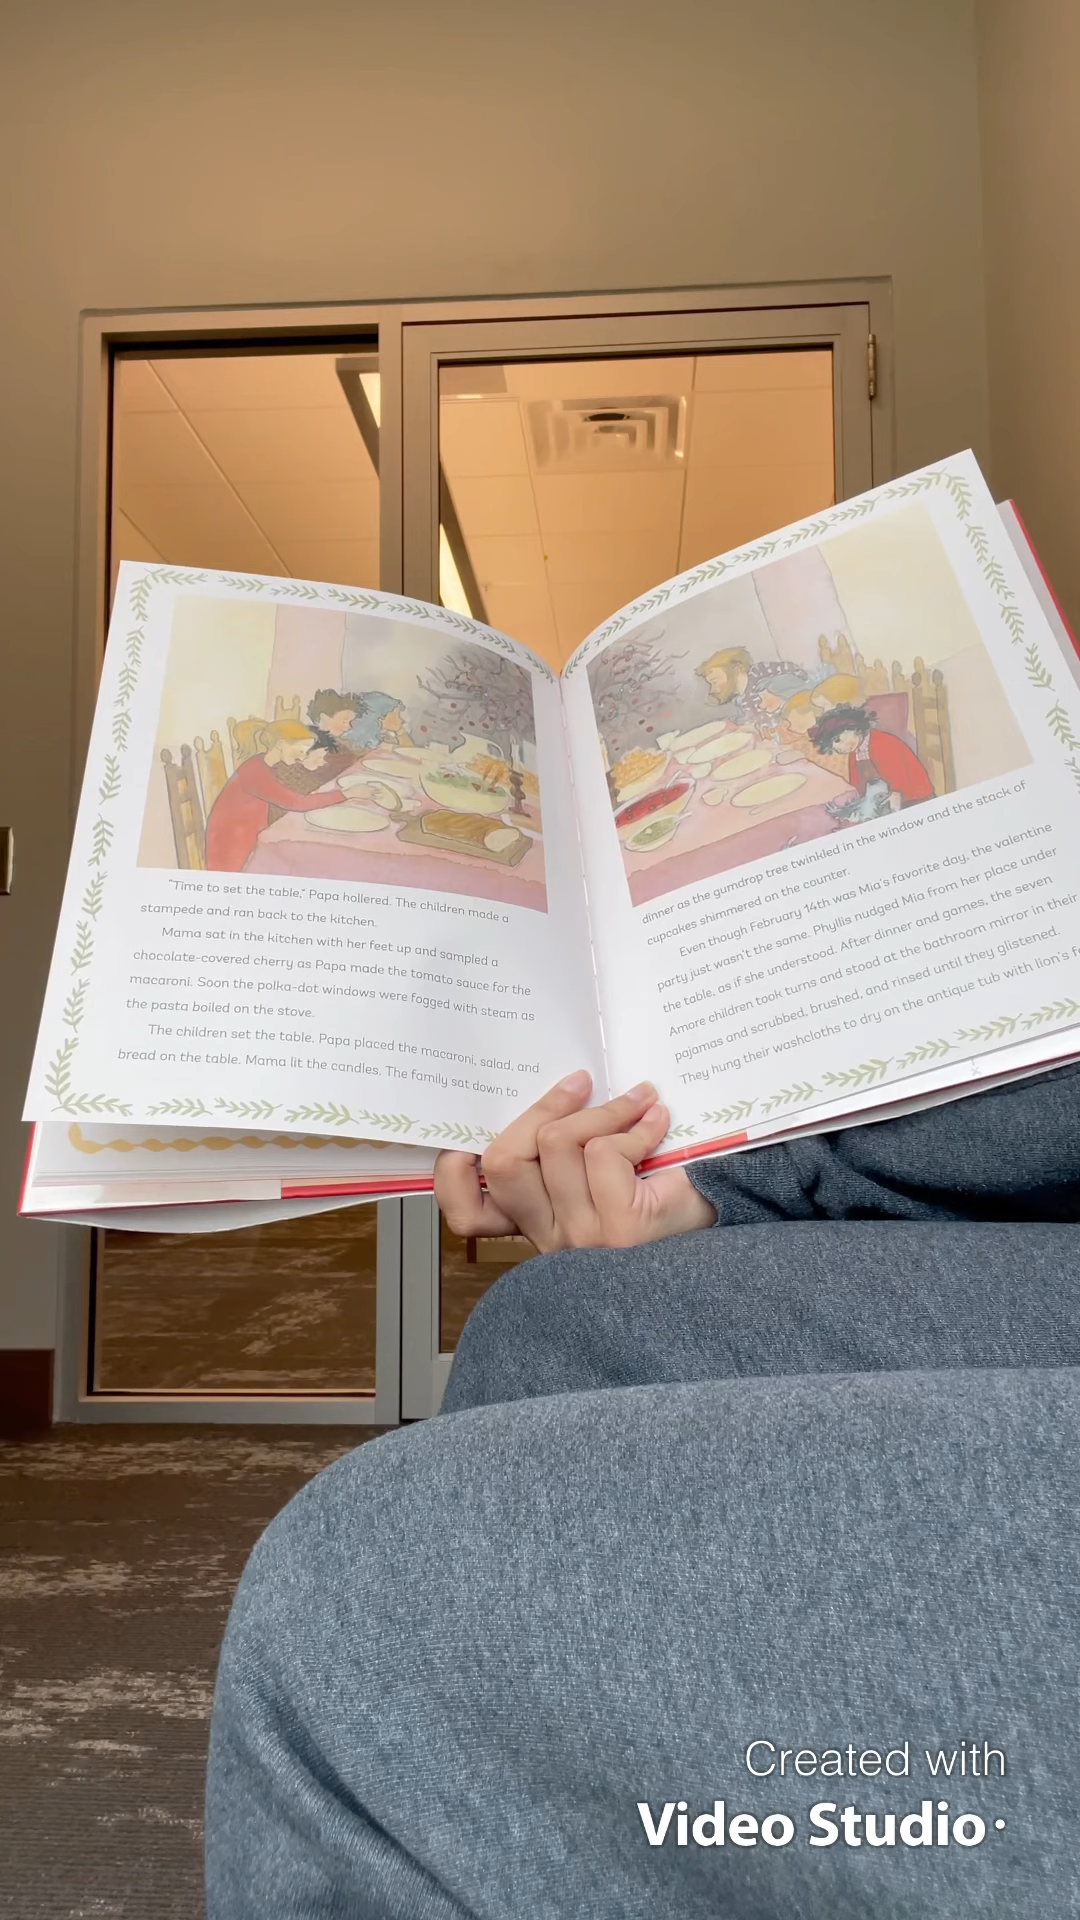 "Time to set the table," Papa hollered. The children made a
stampede and ran back to the kitchen.
Mama sat in the kitchen with her feet up and sampled a
chocolate-covered cherry as Papa made the tomato sauce for the
macaroni. Soon the polka-dot windows were fogged with steam as
the pasta boiled on the stove.
The children set the table. Papa placed the macaroni, salad, and
bread on the table. Mama lit the candles. The family sat down to
dinner as the gumdrop tree twinkled in the window and the stack of
cupcakes shimmered on the counter.
Even though February 14th was Mia's favorite day, the valentine
party just wasn't the same. Phyllis nudged Mia from her place under
the table, as if she understood. After dinner and games, the seven
Amore children took turns and stood at the bathroom mirror in their
pajamas and scrubbed, brushed, and rinsed until they glistened.
They hung their washcloths to dry on the antique tub with lion's
Created with
Video Studio·